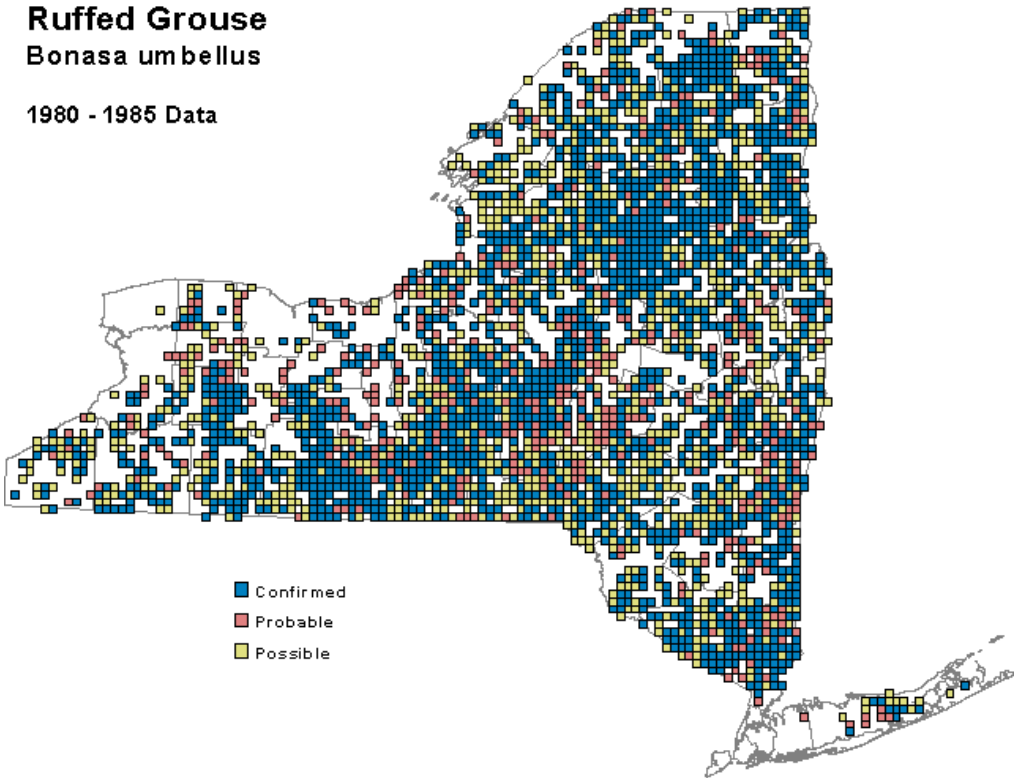 Ruffed Grouse
Bonasa umbellus
1980 - 1985 Data
Confirmed
Probable
Possible